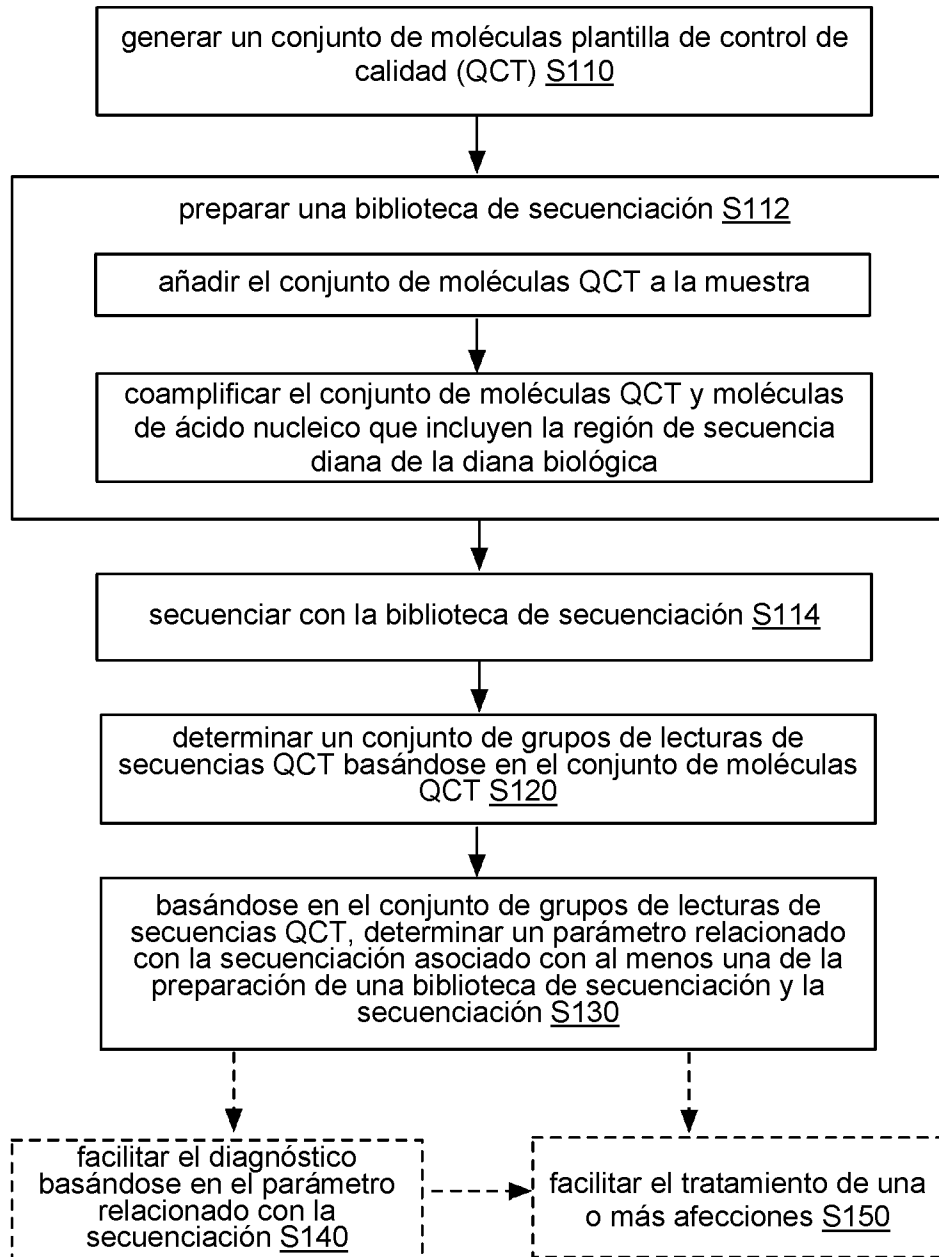 generar un conjunto de moléculas plantilla de control de
calidad (QCT) S110
preparar una biblioteca de secuenciación S112
añadir el conjunto de moléculas QCT a la muestra
coamplificar el conjunto de moléculas QCT y moléculas
de ácido nucleico que incluyen la región de secuencia
diana de la diana biológica
secuenciar con la biblioteca de secuenciación S114
determinar un conjunto de grupos de lecturas de
secuencias QCT basándose en el conjunto de moléculas
QCT S120
basándose en el conjunto de grupos de lecturas de
secuencias QCT, determinar un parámetro relacionado
con la secuenciación asociado con al menos una de la
preparación de una biblioteca de secuenciación y la
secuenciación S130
facilitar el diagnóstico
basándose en el parámetro
relacionado con la
secuenciación S140
facilitar el tratamiento de una
o más afecciones S150